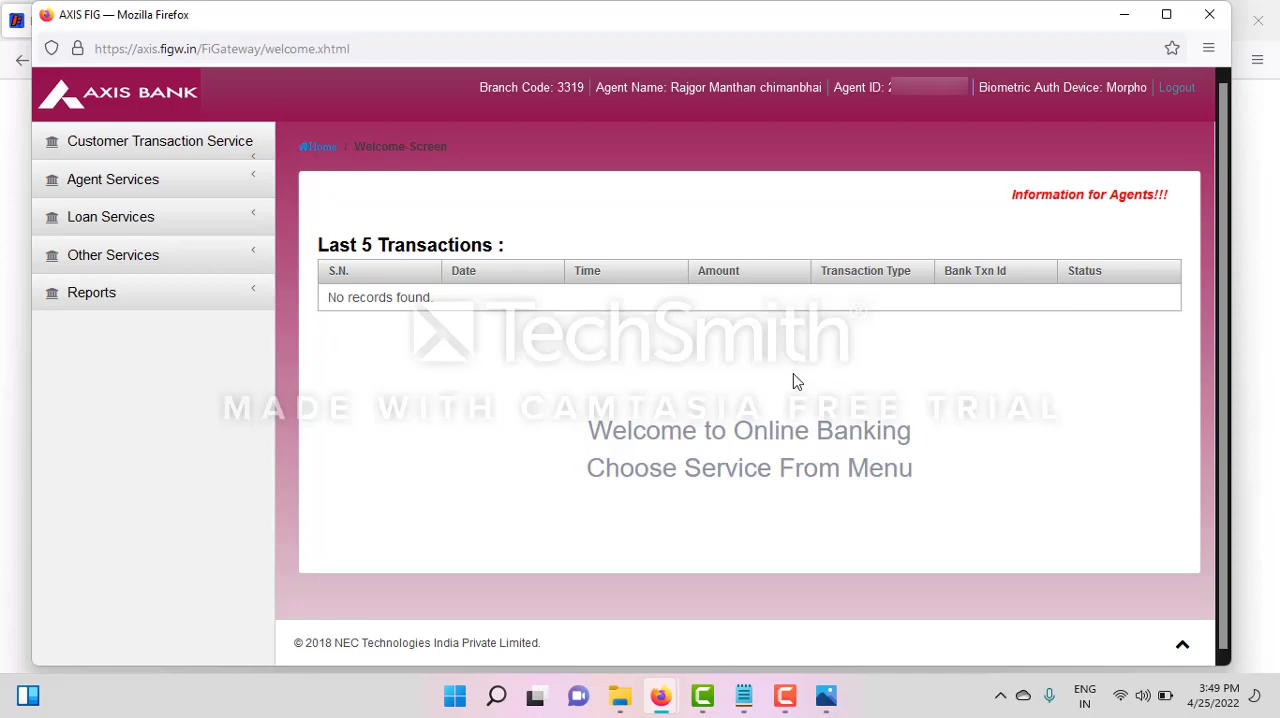 AXIS FIG — Mozilla Firefox
https://axis.figw.in/FiGateway/welcome.xhtml
AXIS BANK
Branch Code: 3319 Agent Name: Rajgor Manthan chimanbhai Agent ID: 2 Biometric Auth Device: Morpho Logout
Customer Transaction Service
Agent Services
Loan Services
Other Services
Reports
Home / Welcome-Screen
Information for Agents!!!
Last 5 Transactions :
S.N. Date Time Amount Transaction Type Bank Txn Id Status
No records found.
TechSmith®
MADE WITH CAMTASIA FREE TRIAL
Welcome to Online Banking
Choose Service From Menu
© 2018 NEC Technologies India Private Limited.
ENG
IN
3:49 PM
4/25/2022